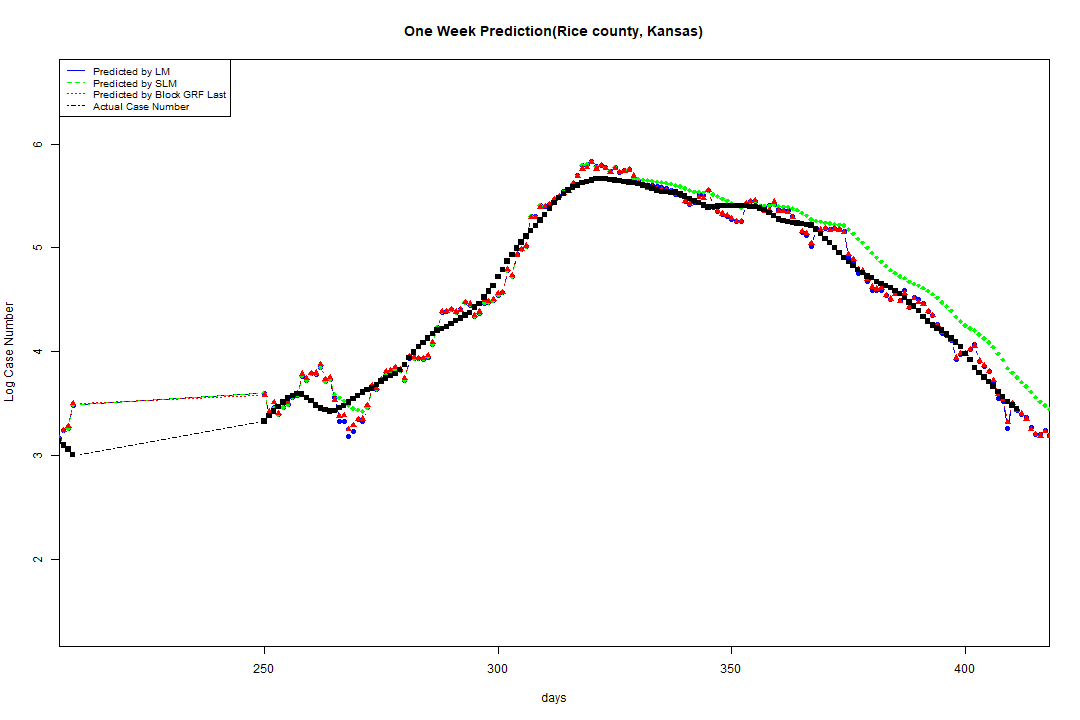 One Week Prediction(Rice county, Kansas)
Predicted by LM
Predicted by SLM
Predicted by Block GRF Last
Actual Case Number
6
5
4
3
2
Log Case Number
250
300
350
400
days